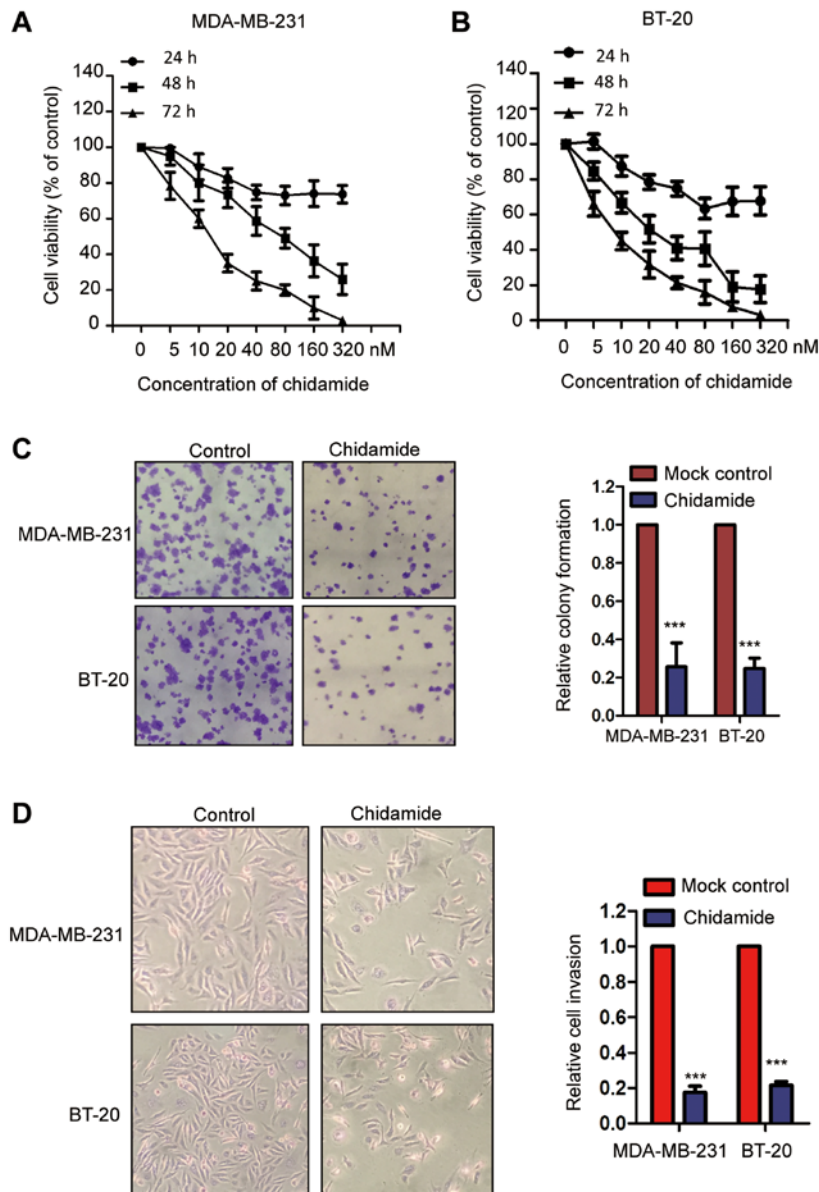 A
MDA-MB-231
24 h
48 h
72 h
140
120
100
80
60
40
20
0
Cell viability (% of control)
0 5 10 20 40 80 160 320 nM
Concentration of chidamide
B
BT-20
24 h
48 h
72 h
140
120
100
80
60
40
20
0
Cell viability (% of control)
0 5 10 20 40 80 160 320 nM
Concentration of chidamide
C
Control Chidamide
MDA-MB-231
BT-20
Mock control
Chidamide
1.2
1.0
0.8
0.6
0.4
0.2
0.0
Relative colony formation
***
***
MDA-MB-231 BT-20
D
Control Chidamide
MDA-MB-231
BT-20
Mock control
Chidamide
1.2
1.0
0.8
0.6
0.4
0.2
0.0
Relative cell invasion
***
***
MDA-MB-231 BT-20